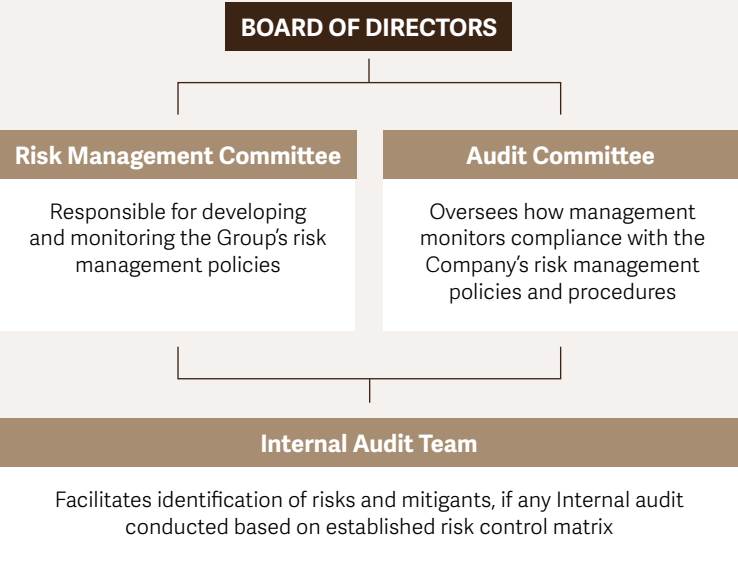 BOARD OF DIRECTORS
Risk Management Committee
Responsible for developing
and monitoring the Group's risk
management policies
Audit Committee
Oversees how management
monitors compliance with the
Company's risk management
policies and procedures
Internal Audit Team
Facilitates identification of risks and mitigants, if any Internal audit
conducted based on established risk control matrix